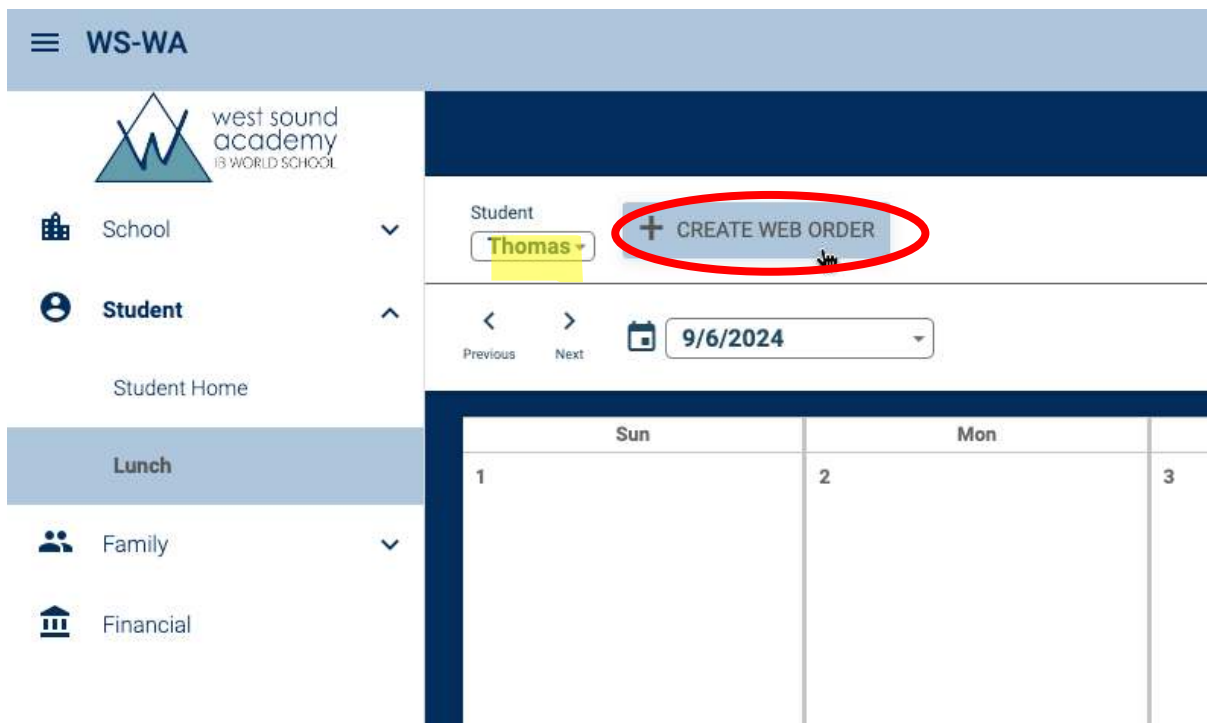 WS-WA
west sound
academy
IB WORLD SCHOOL
School
Student
Student Home
Lunch
Family
Financial
Student
Thomas
CREATE WEB ORDER
Previous
Next
9/6/2024
Sun
Mon
1
2
3